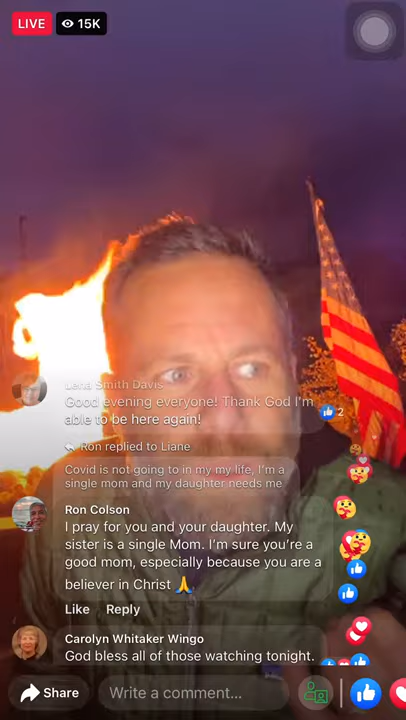 LIVE 15K
Lena Smith Davis
Good evening everyone! Thank God I'm
able to be here again!
2
Ron replied to Liane
Covid is not going to in my my life, I'm a
single mom and my daughter needs me
Ron Colson
I pray for you and your daughter. My
sister is a single Mom. I'm sure you're a
good mom, especially because you are a
believer in Christ 🙏
Like Reply
Carolyn Whitaker Wingo
God bless all of those watching tonight.
Share Write a comment...